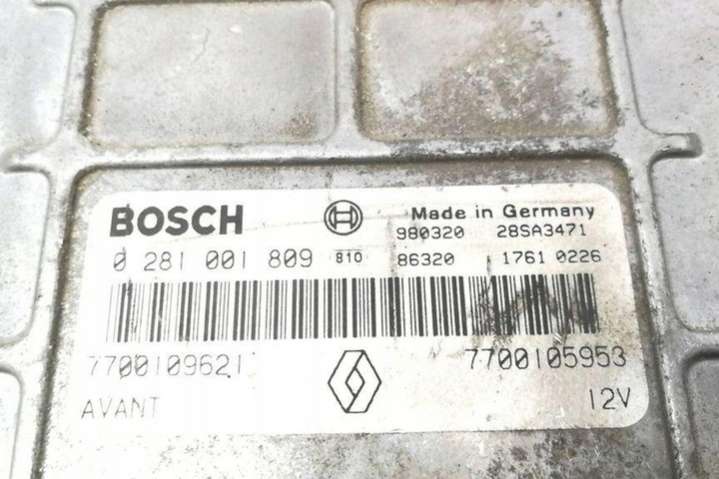 BOSCH Made in Germany
980320 28SA3471
0 281 001 809 810 86320 1761 0226
7700109621 7700105953
AVANT 12V